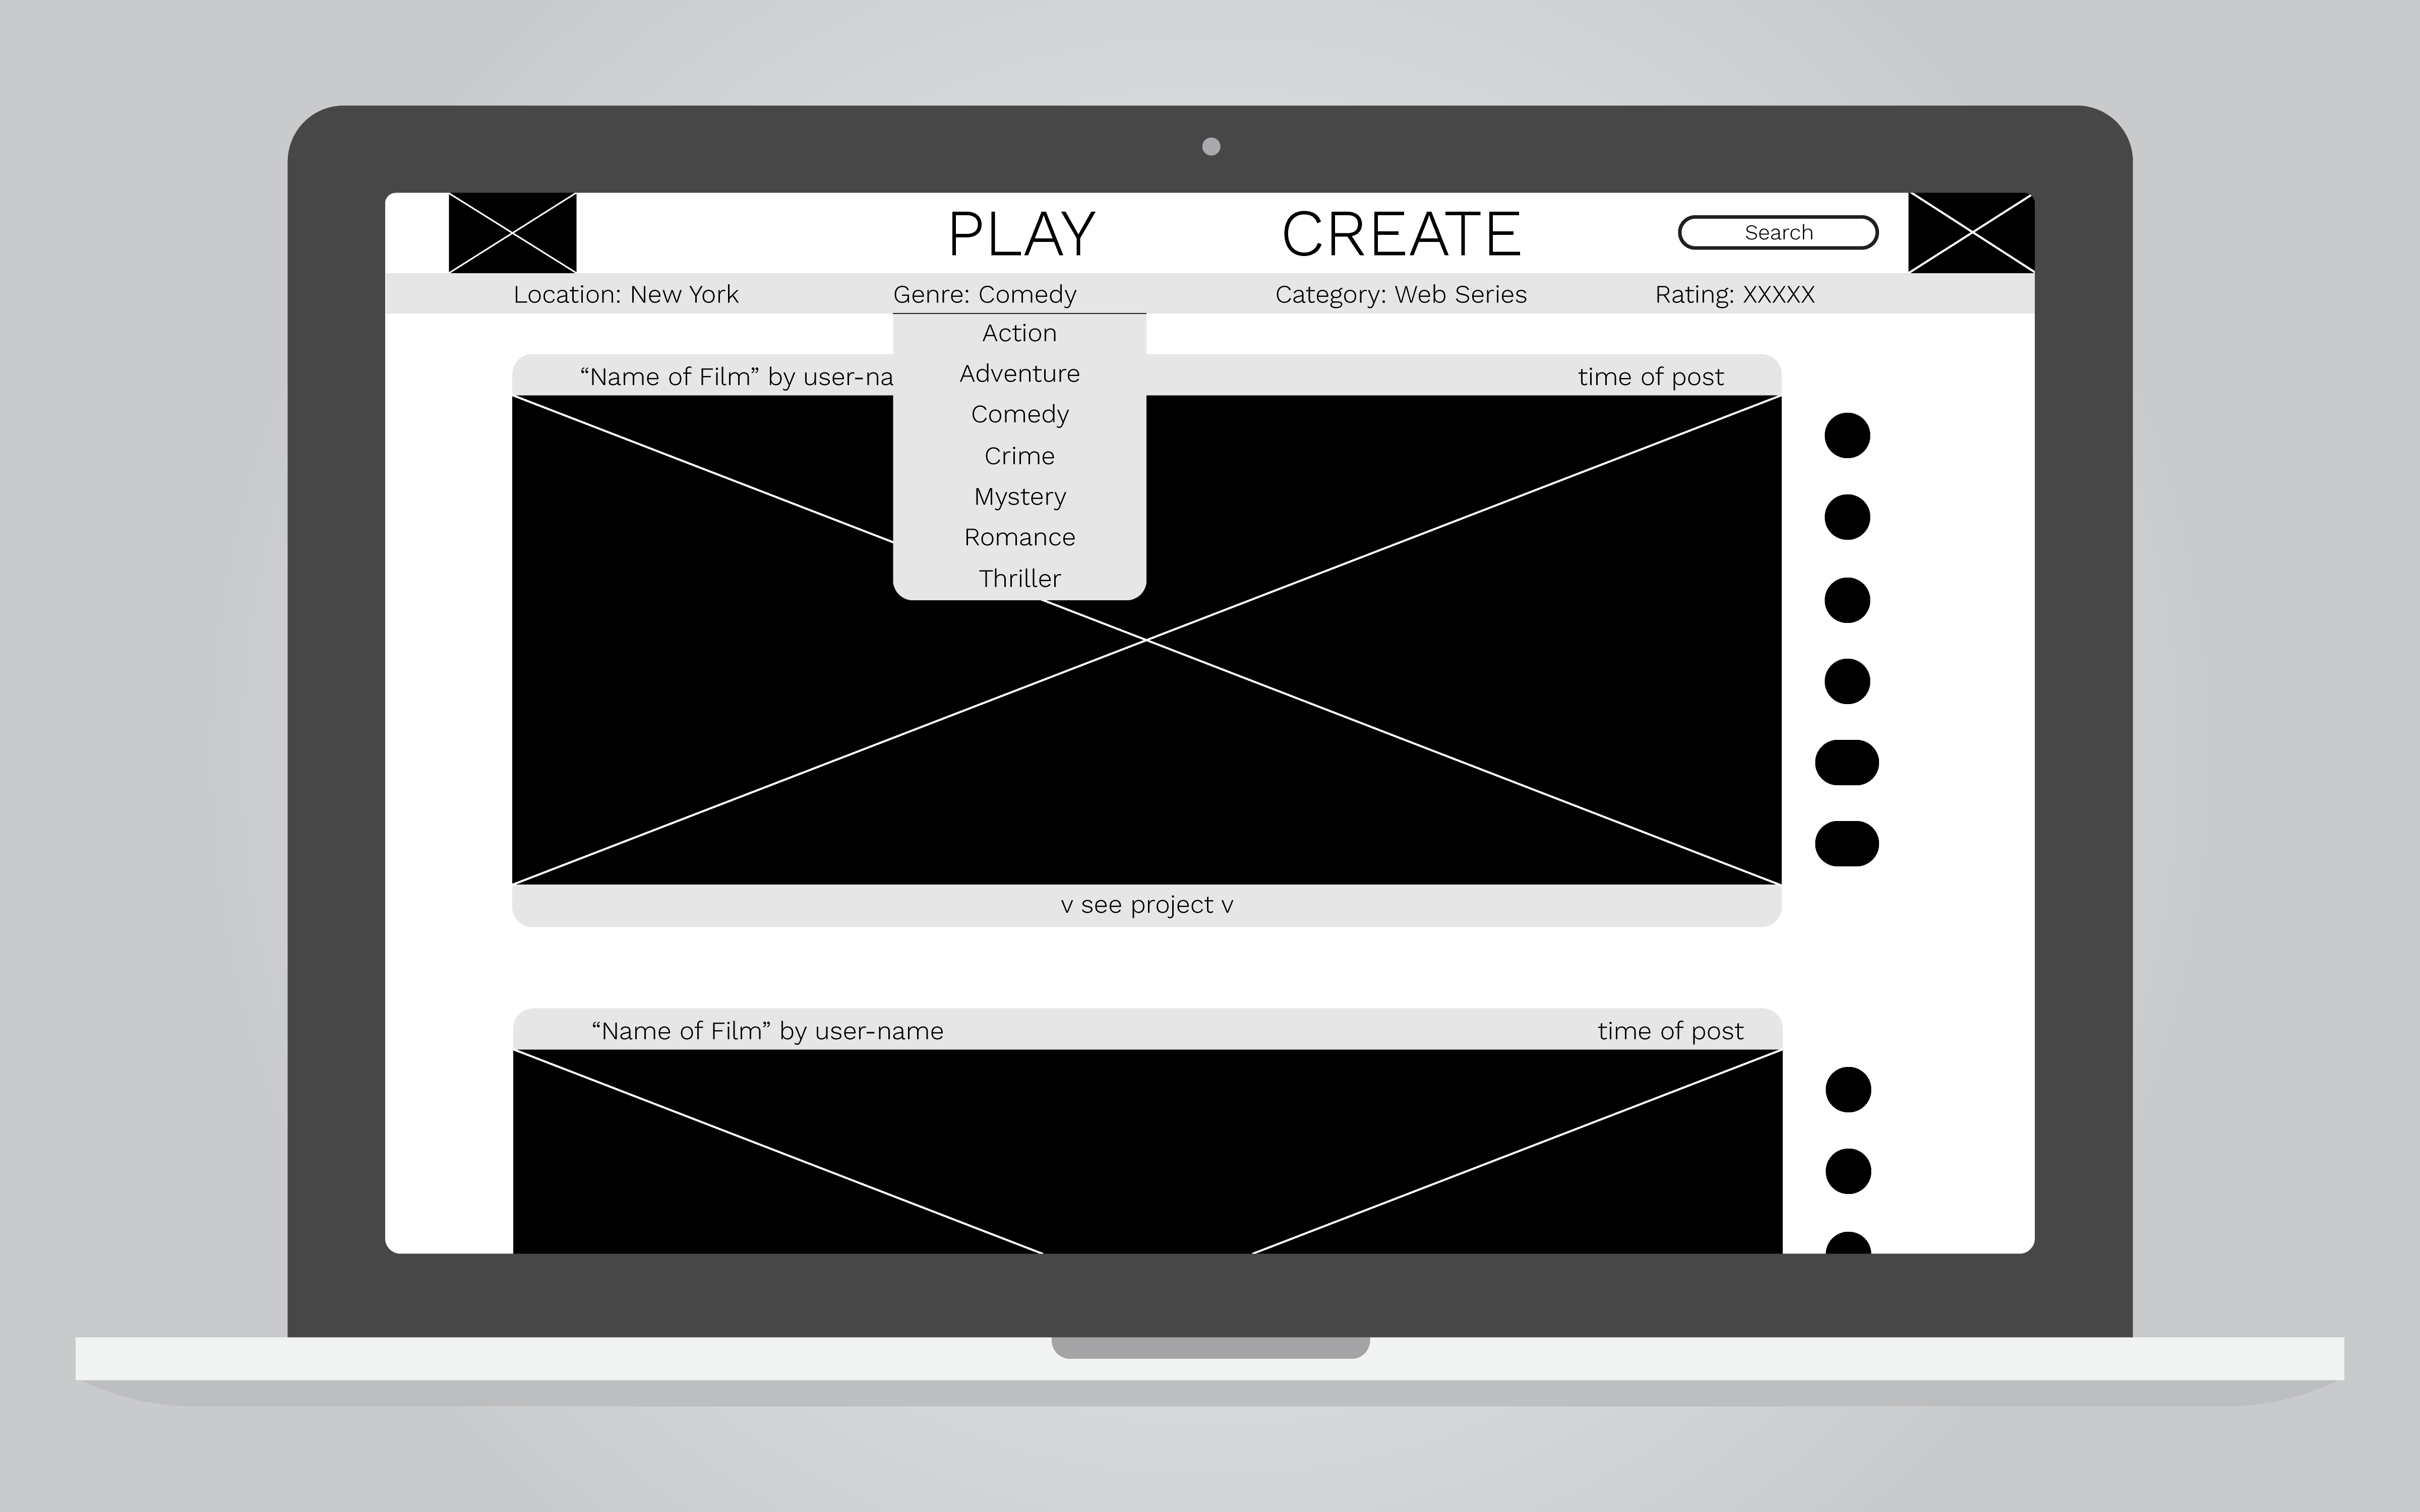 PLAY CREATE Search
Location: New York Genre: Comedy Category: Web Series Rating: XXXXX
Action
“Name of Film” by user-na time of post
Adventure
Comedy
Crime
Mystery
Romance
Thriller
v see project v
“Name of Film” by user-name time of post